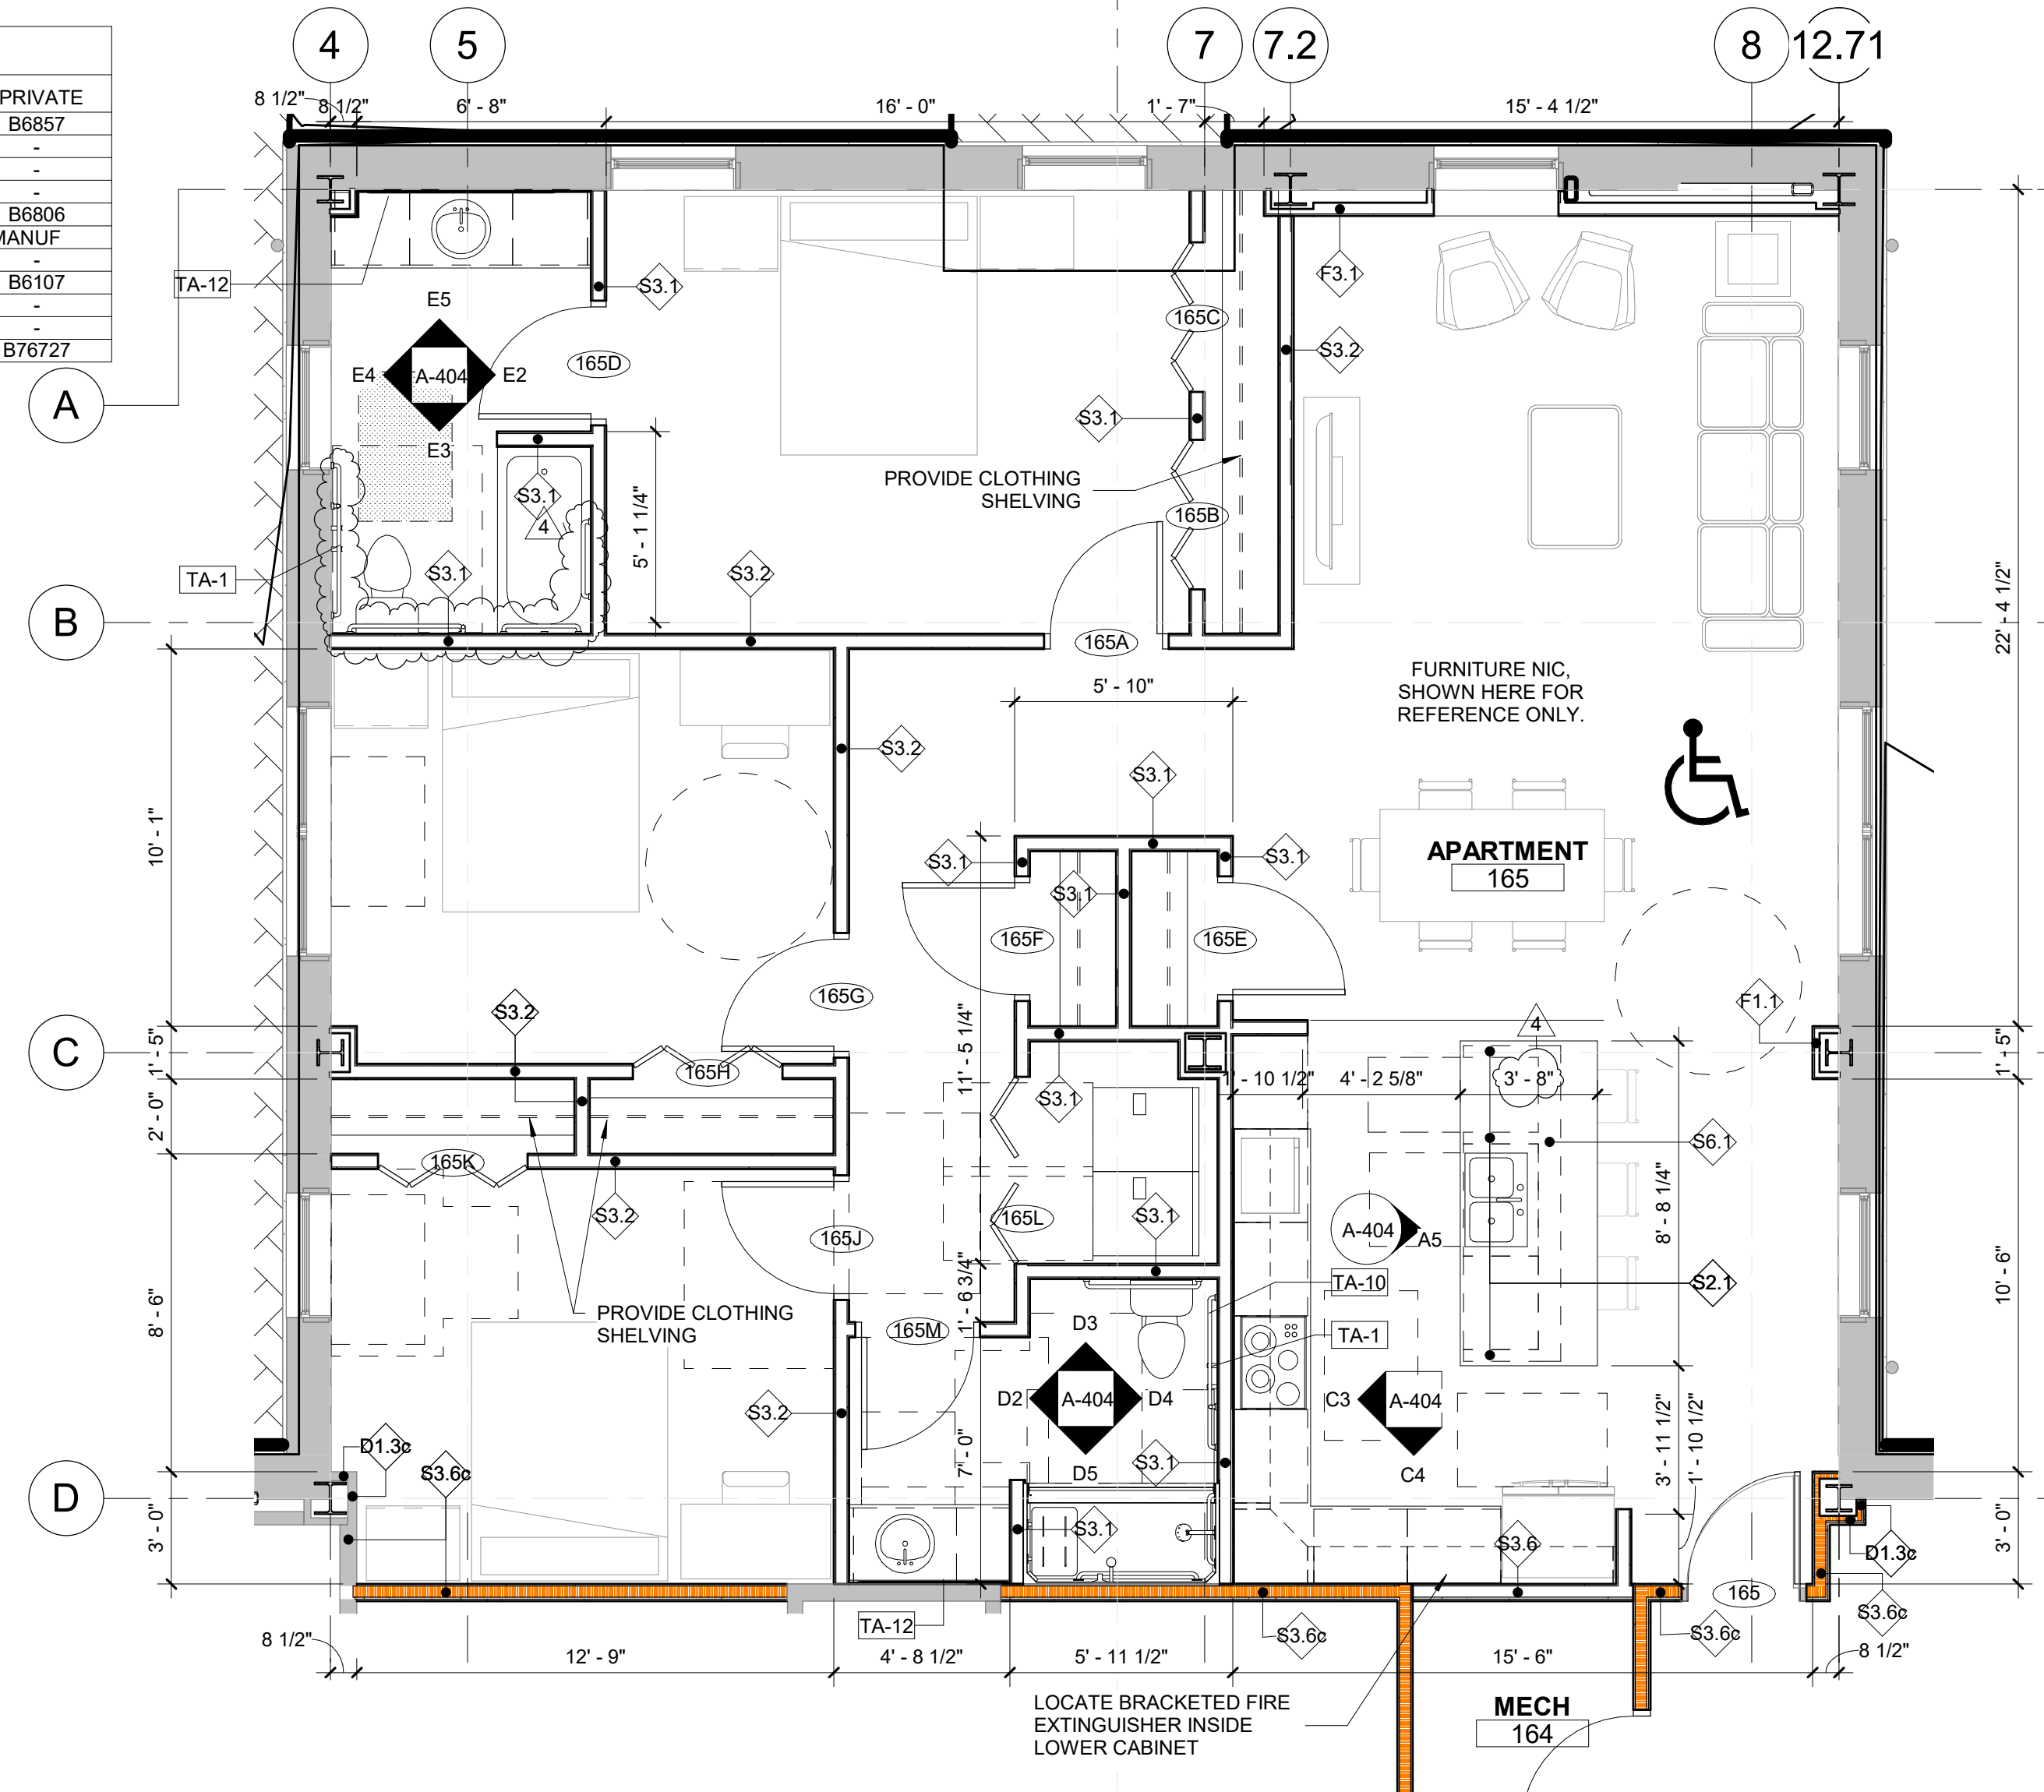 4
5
7
7.2
8
12.71
PRIVATE
B6857
-
-
-
B6806
MANUF
-
B6107
-
-
B76727
8 1/2"
8 1/2"
6' - 8"
16' - 0"
1' - 7"
15' - 4 1/2"
A
B
C
D
TA-12
E5
E4
A-404
E2
E3
165D
S3.1
S3.1
4
S3.1
TA-1
5' - 1 1/4"
S3.2
165C
S3.1
PROVIDE CLOTHING
SHELVING
165B
165A
F3.1
S3.2
22' - 4 1/2"
FURNITURE NIC,
SHOWN HERE FOR
REFERENCE ONLY.
5' - 10"
S3.2
S3.1
S3.1
S3.1
S3.1
APARTMENT
165
10' - 1"
165F
165E
165G
F1.1
S3.2
11' - 5 1/4"
4
1' - 5"
1' - 5"
165H
1' - 10 1/2"
4' - 2 5/8"
3' - 8"
S3.1
2' - 0"
S6.1
165K
S3.2
165J
165L
S3.1
A-404
A5
8' - 8 1/4"
10' - 6"
8' - 6"
PROVIDE CLOTHING
SHELVING
TA-10
S2.1
1' - 6 3/4"
165M
D3
TA-1
D2
A-404
D4
C3
A-404
S3.2
D1.3c
S3.6c
7' - 0"
D5
S3.1
C4
3' - 11 1/2"
1' - 10 1/2"
3' - 0"
S3.1
S3.6
D1.3c
3' - 0"
165
S3.6c
TA-12
S3.6c
S3.6c
8 1/2"
12' - 9"
4' - 8 1/2"
5' - 11 1/2"
15' - 6"
8 1/2"
LOCATE BRACKETED FIRE
EXTINGUISHER INSIDE
LOWER CABINET
MECH
164